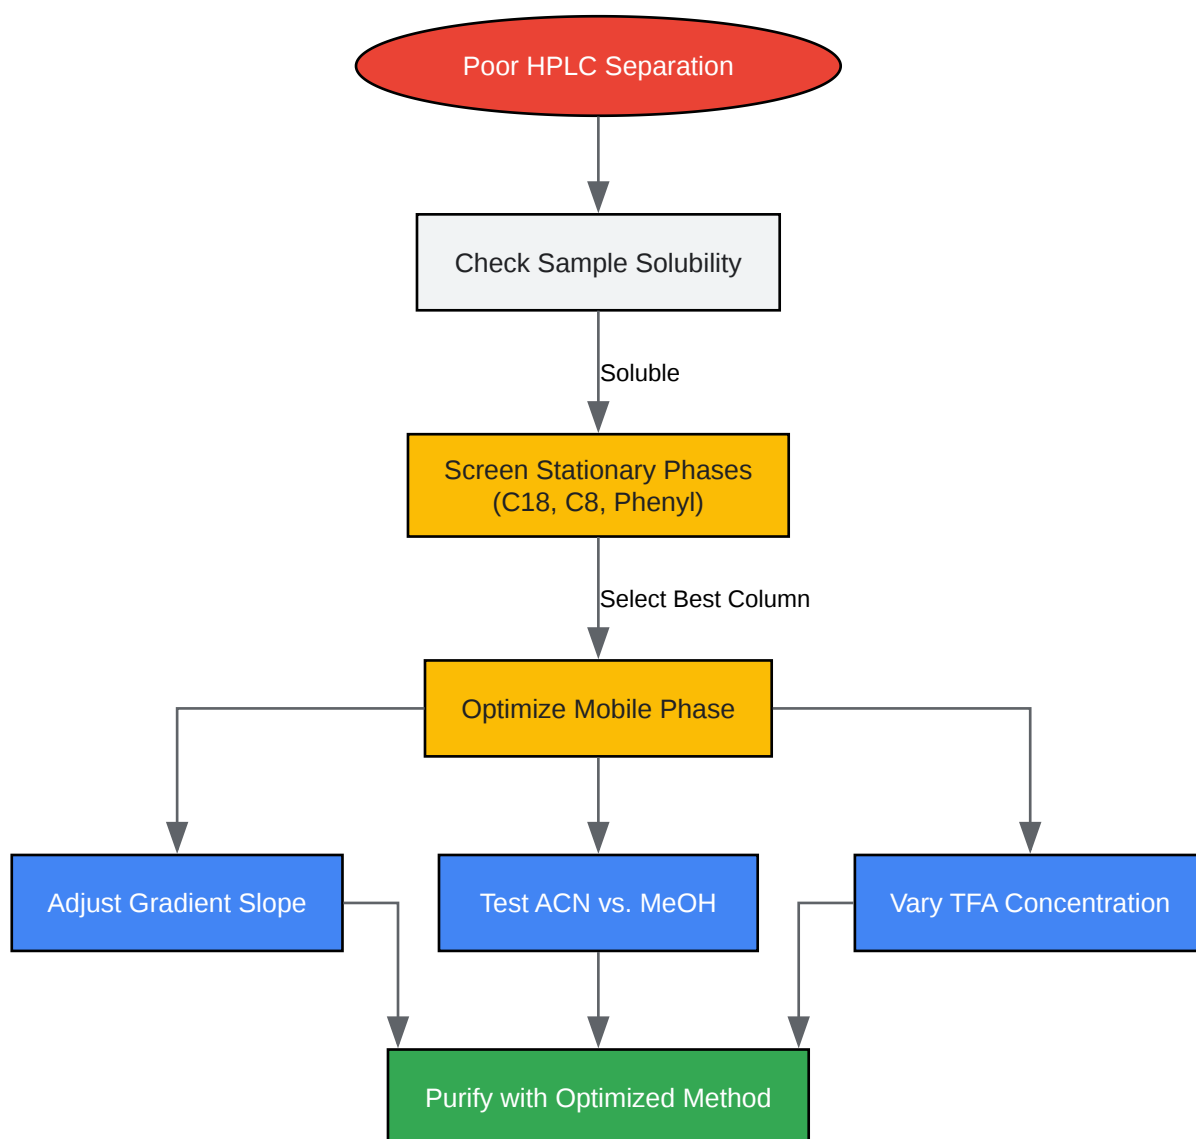 Poor HPLC Separation
Check Sample Solubility
Soluble
Screen Stationary Phases
(C18, C8, Phenyl)
Select Best Column
Optimize Mobile Phase
Adjust Gradient Slope
Test ACN vs. MeOH
Vary TFA Concentration
Purify with Optimized Method